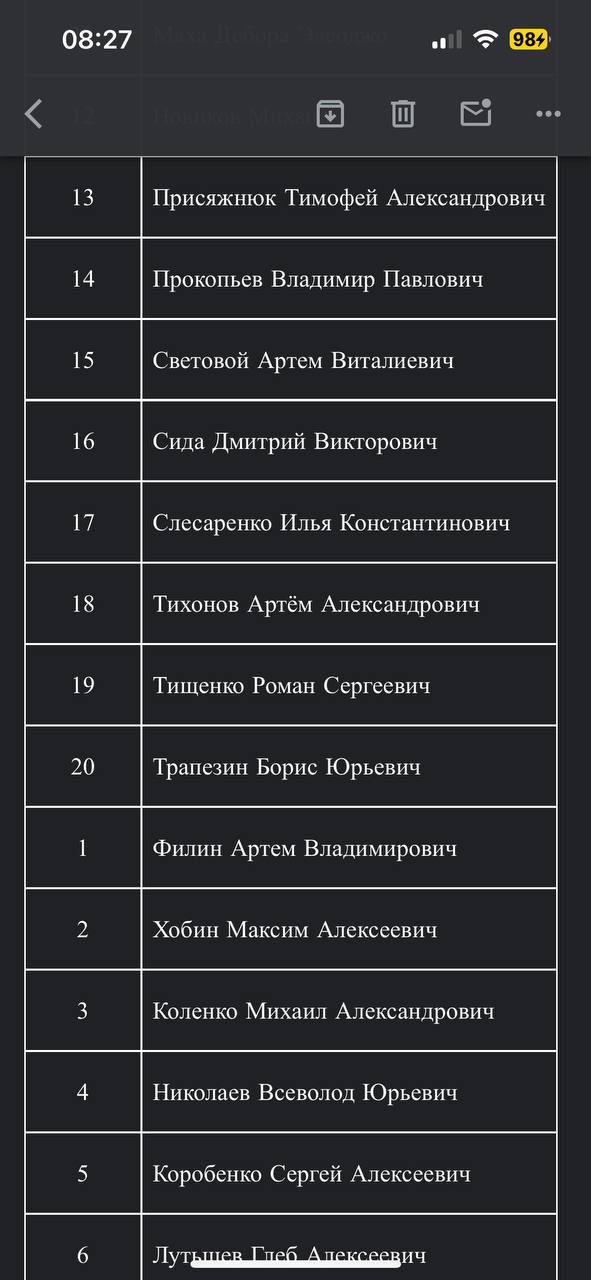 08:27
98
12 Новиков Миха
13 Присяжнюк Тимофей Александрович
14 Прокопьев Владимир Павлович
15 Световой Артем Виталиевич
16 Сида Дмитрий Викторович
17 Слесаренко Илья Константинович
18 Тихонов Артём Александрович
19 Тищенко Роман Сергеевич
20 Трапезин Борис Юрьевич
1 Филин Артем Владимирович
2 Хобин Максим Алексеевич
3 Коленко Михаил Александрович
4 Николаев Всеволод Юрьевич
5 Коробенко Сергей Алексеевич
6 Лутьшев Глеб Алексеевич